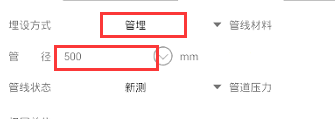 埋设方式 管埋 管线材料
管 径 500 mm
管线状态 新测 管道压力